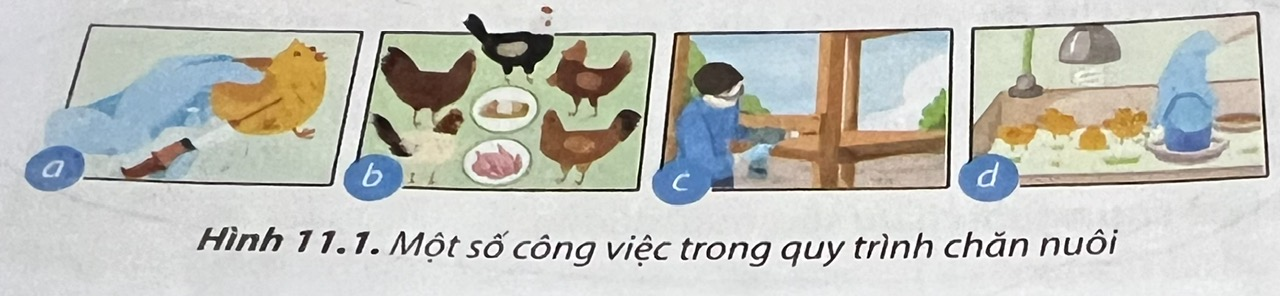 a
b
c
d
Hình 11.1. Một số công việc trong quy trình chăn nuôi